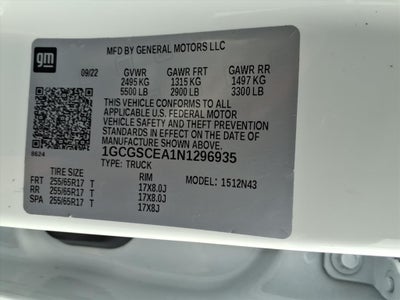 gm
MFD BY GENERAL MOTORS LLC
09/22 GVWR GAWR FRT GAWR RR
2495 KG 1315 KG 1497 KG
5500 LB 2900 LB 3300 LB
THIS VEHICLE CONFORMS TO ALL
APPLICABLE U.S. FEDERAL MOTOR
VEHICLE SAFETY AND BUMPER
STANDARDS IN EFFECT ON THE DATE OF
MANUFACTURE SHOWN ABOVE.
1GCGSCEA1N1296935
8624 TYPE: TRUCK
TIRE SIZE RIM MODEL: 1512N43
FRT 255/65R17 T 17X8.0J
RR 255/65R17 T 17X8.0J
SPA 255/65R17 T 17X8J